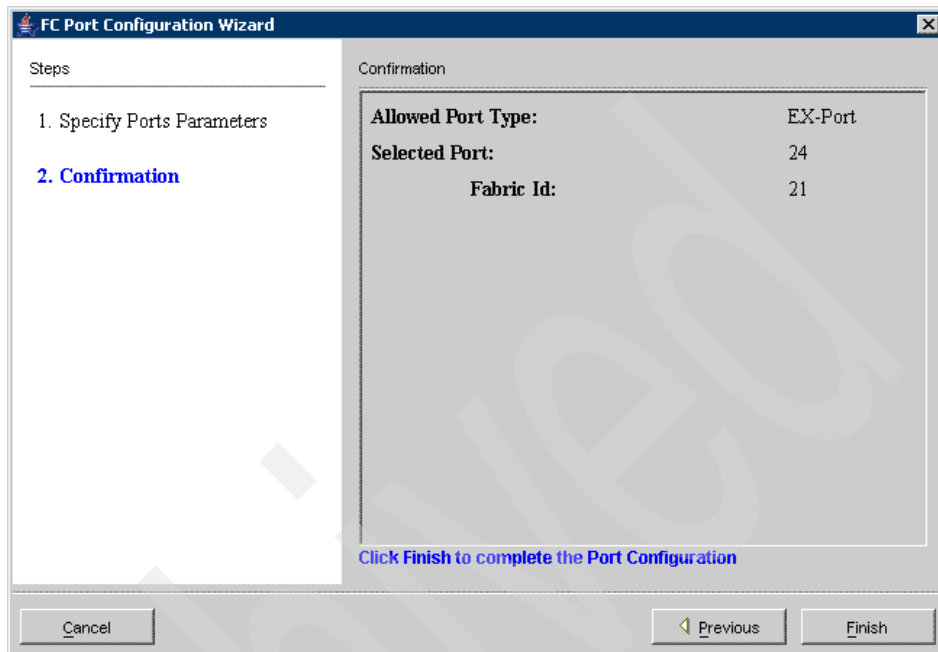 FC Port Configuration Wizard
Steps
1. Specify Ports Parameters
2. Confirmation
Confirmation
Allowed Port Type: EX-Port
Selected Port: 24
Fabric Id: 21
Click Finish to complete the Port Configuration
Cancel
Previous
Finish